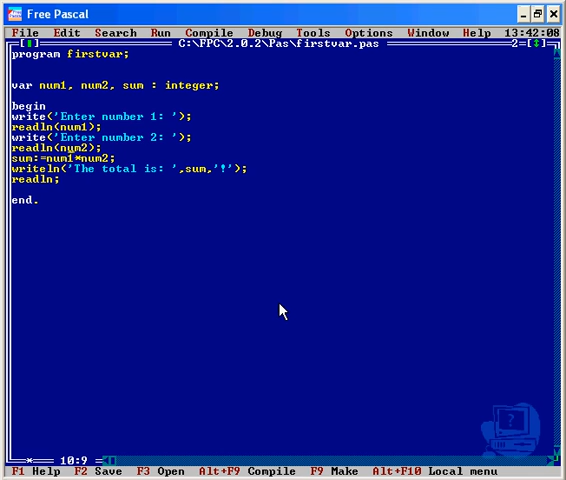 Free Pascal
File Edit Search Run Compile Debug Tools Options Window Help 13:42:08
C:\FPC\2.0.2\Pas\firstvar.pas 2=[↕]
program firstvar;
var num1, num2, sum : integer;
begin
write('Enter number 1: ');
readln(num1);
write('Enter number 2: ');
readln(num2);
sum:=num1*num2;
writeln('The total is: ',sum,'!');
readln;
end.
* 10:9
F1 Help F2 Save F3 Open Alt+F9 Compile F9 Make Alt+F10 Local menu